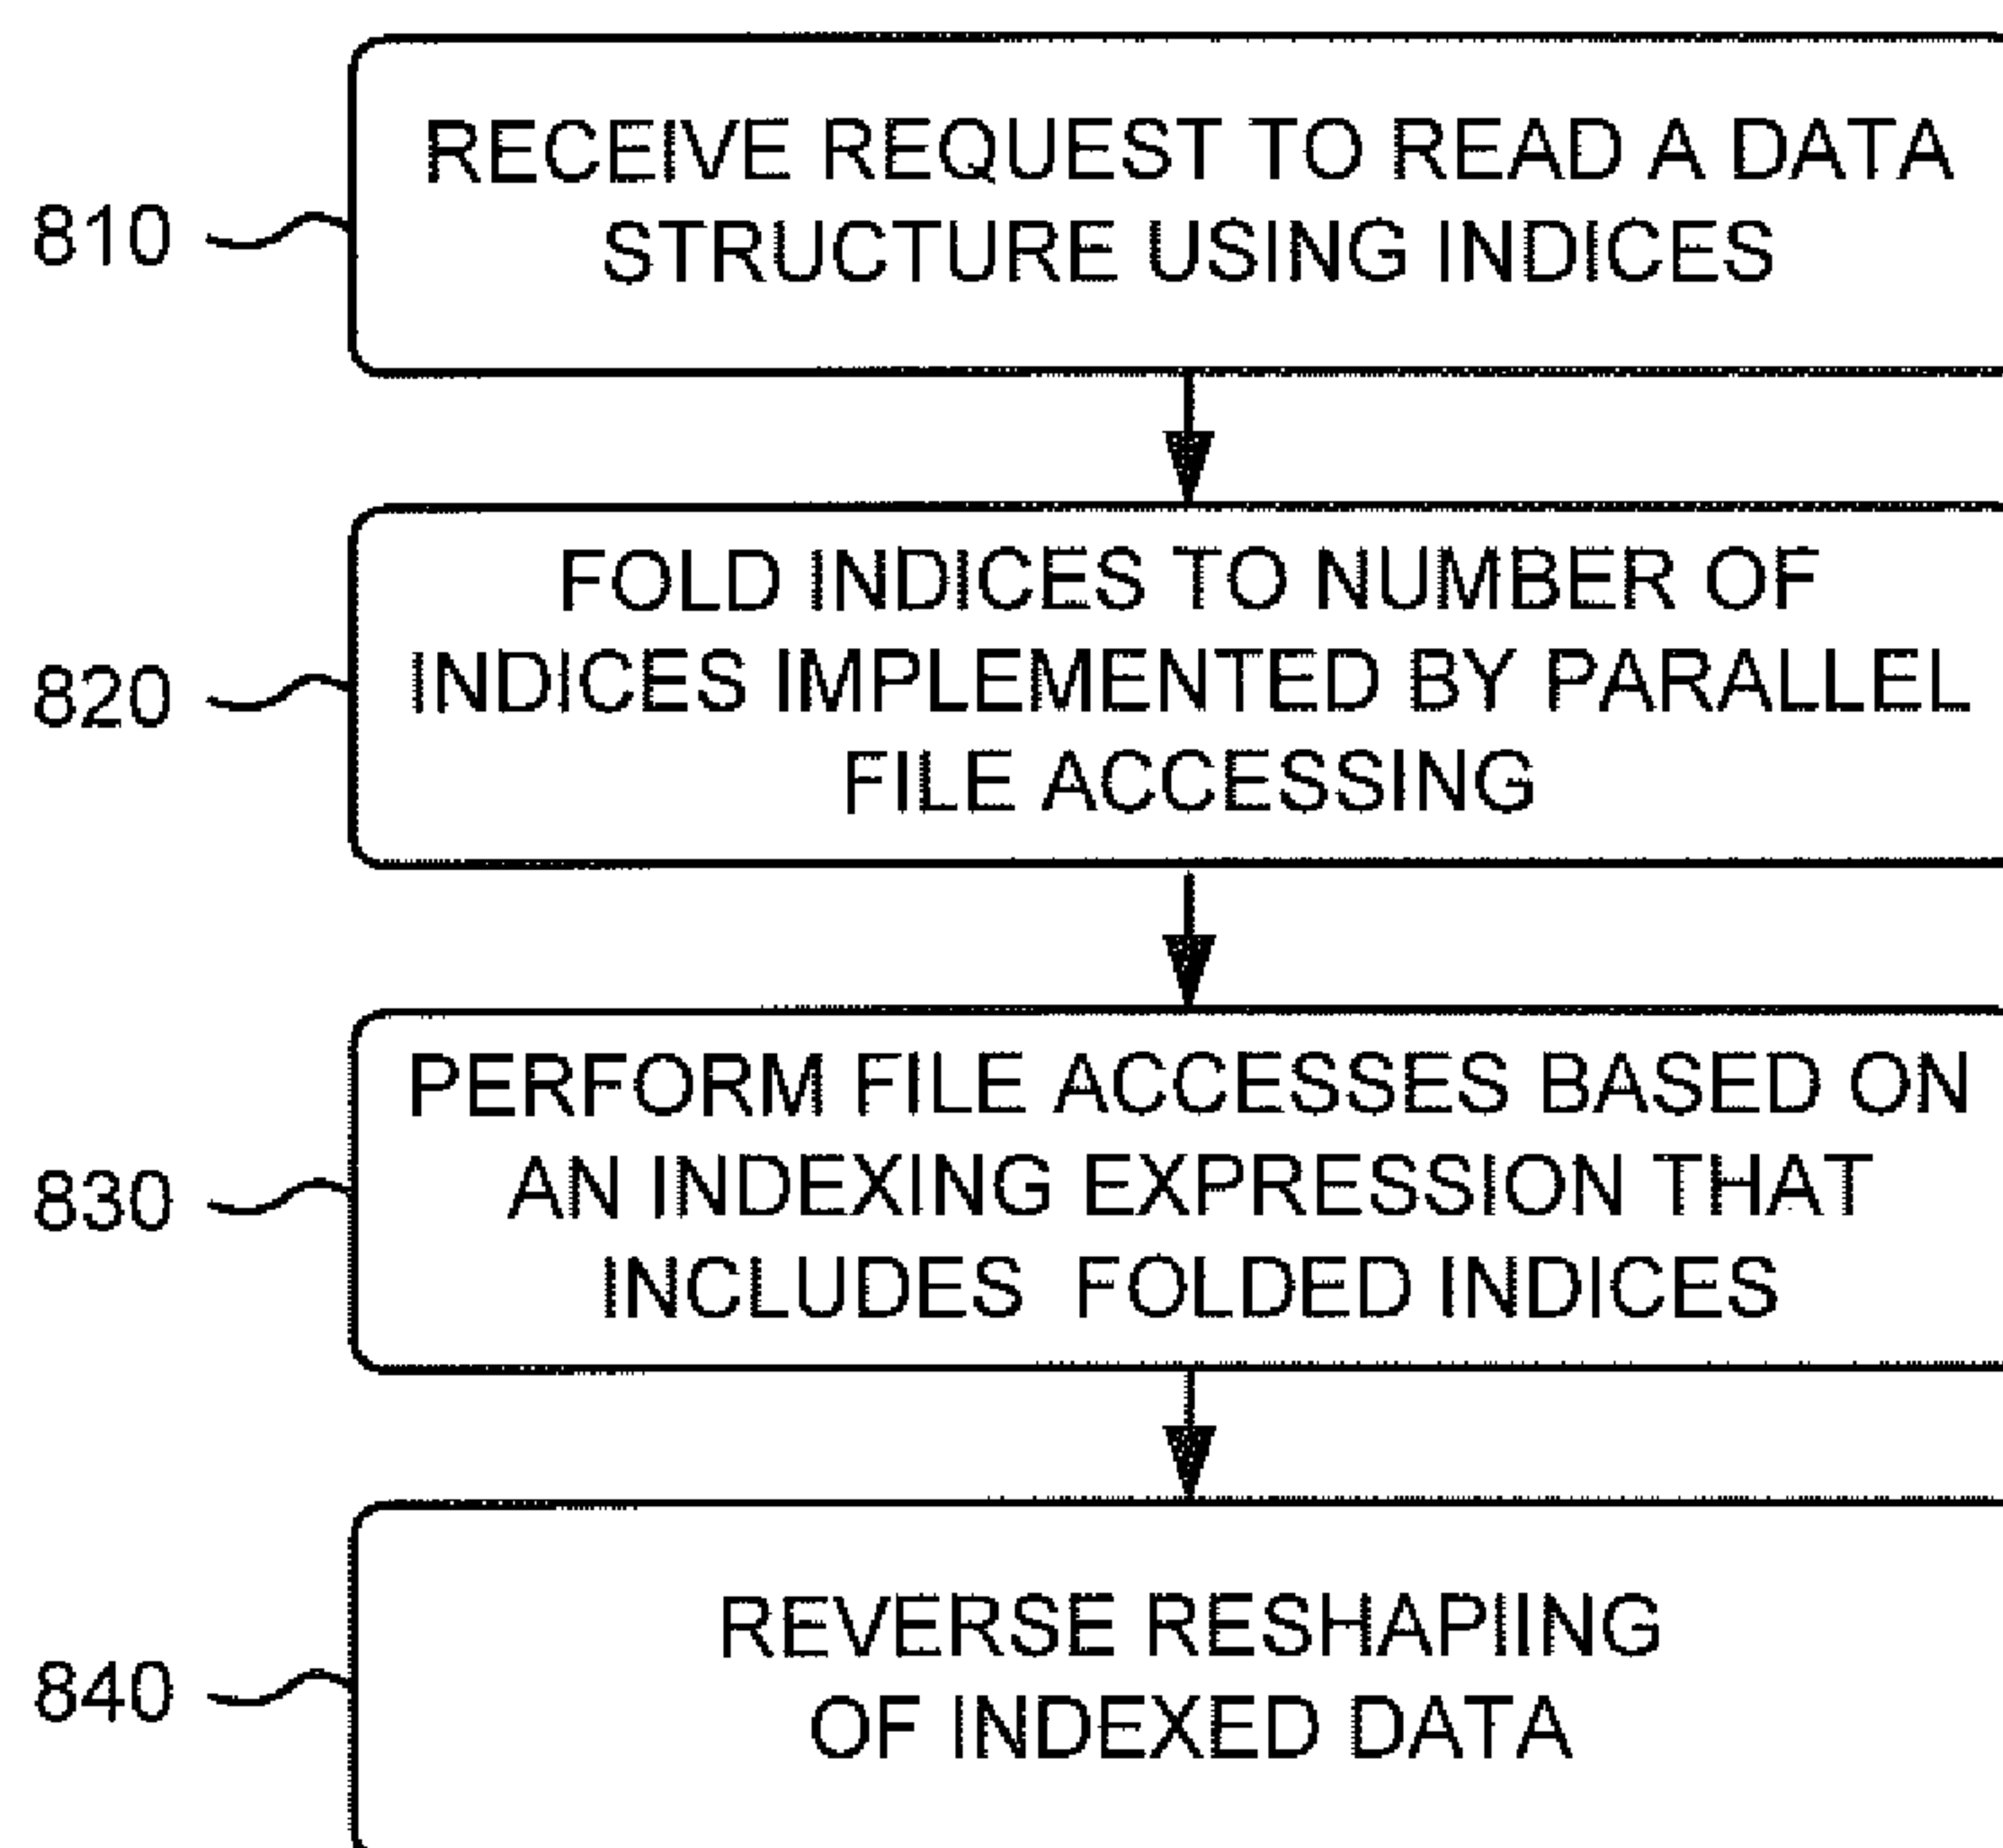 RECEIVE REQUEST TO READ A DATA
810
STRUCTURE USING INDICES
FOLD INDICES TO NUMBER OF
820
INDICES IMPLEMENTED BY PARALLEL
FILE ACCESSING
PERFORM FILE ACCESSES BASED ON
830
AN INDEXING EXPRESSION THAT
INCLUDES FOLDED INDICES
REVERSE RESHAPIING
840
OF INDEXED DATA